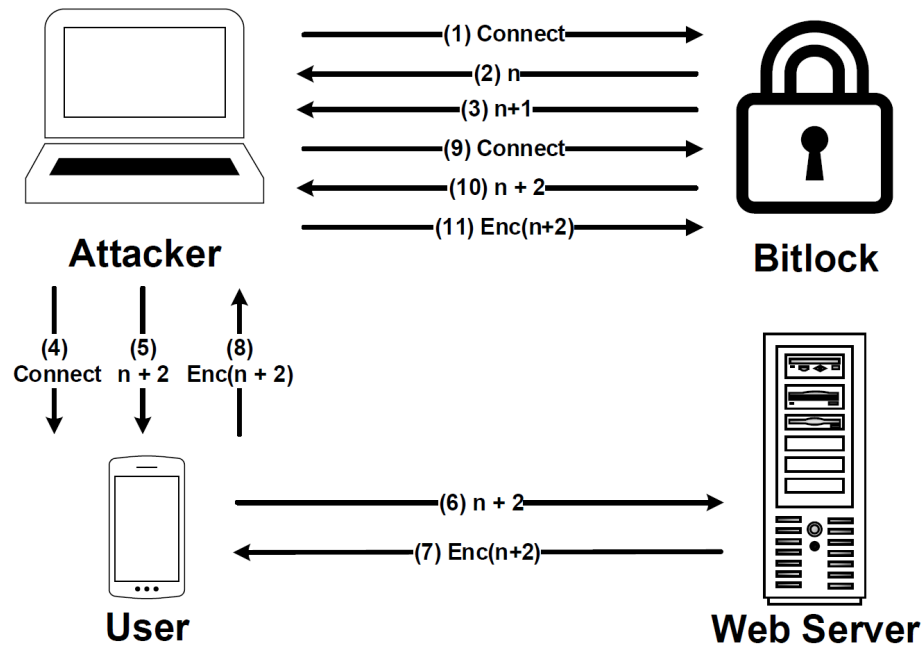 (1) Connect
(2) n
(3) n+1
(9) Connect
(10) n + 2
(11) Enc(n+2)
Attacker
Bitlock
(4)
Connect
(5)
n + 2
(8)
Enc(n + 2)
(6) n + 2
(7) Enc(n+2)
User
Web Server